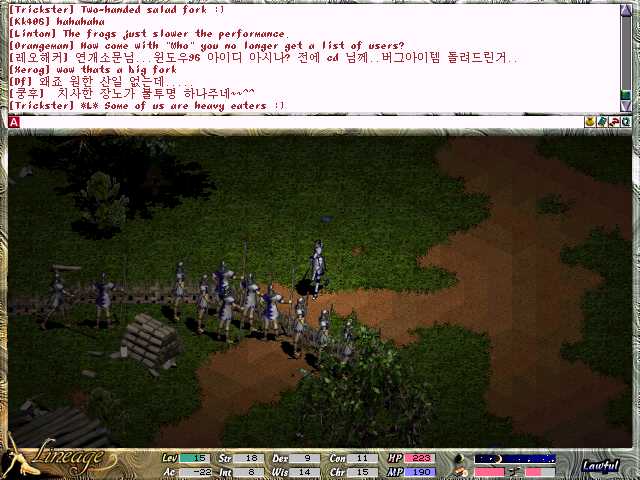 [Trickster] Two-handed salad fork :)
[Kk406] hahahaha
[Linton] The frogs just slower the performance.
[Orangeman] How come with "Who" you no longer get a list of users?
[레오해커] 연개소문님...윈도우96 아이디 아시나? 전에 cd 님께..버그아이템 돌려드린거..
[Xerog] wow thats a big fork
[Df] 왜죠 원한 산일 없는데.....
[쿵후] 치사한 장노가 불투명 하나주네~~^^
[Trickster] *L* Some of us are heavy eaters :)
A
Lineage
Lev 15 Str 18 Dex 9 Con 11 HP 223
Ac -22 Int 8 Wis 14 Chr 15 MP 190
Lawful